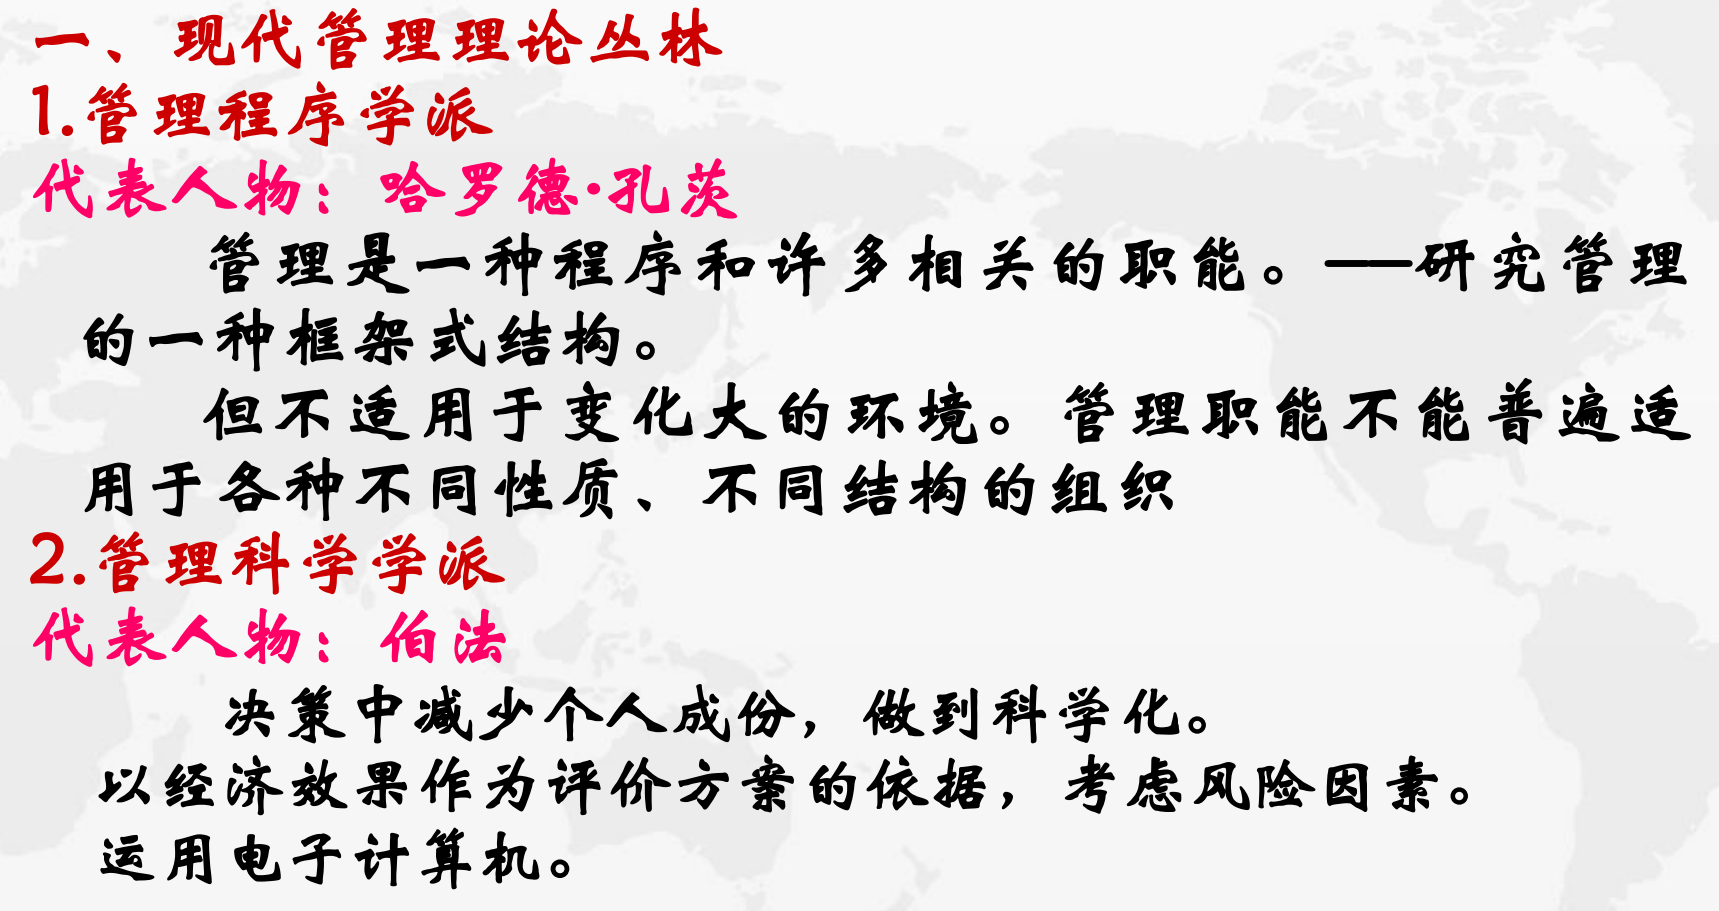 一、现代管理理论丛林
1.管理程序学派
代表人物：哈罗德·孔茨
管理是一种程序和许多相关的职能。——研究管理
的一种框架式结构。
但不适用于变化大的环境。管理职能不能普遍适
用于各种不同性质、不同结构的组织
2.管理科学学派
代表人物：伯法
决策中减少个人成份，做到科学化。
以经济效果作为评价方案的依据，考虑风险因素。
运用电子计算机。